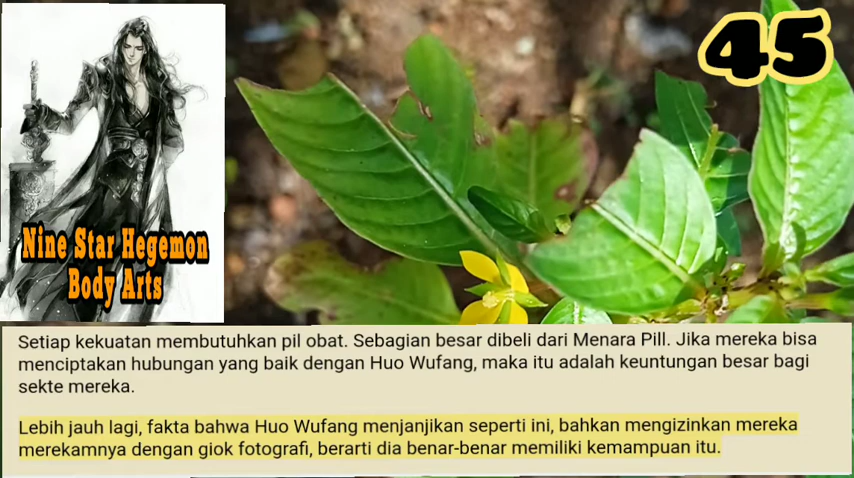 45
Nine Star Hegemon
Body Arts
Setiap kekuatan membutuhkan pil obat. Sebagian besar dibeli dari Menara Pill. Jika mereka bisa
menciptakan hubungan yang baik dengan Huo Wufang, maka itu adalah keuntungan besar bagi
sekte mereka.
Lebih jauh lagi, fakta bahwa Huo Wufang menjanjikan seperti ini, bahkan mengizinkan mereka
merekamnya dengan giok fotografi, berarti dia benar-benar memiliki kemampuan itu.